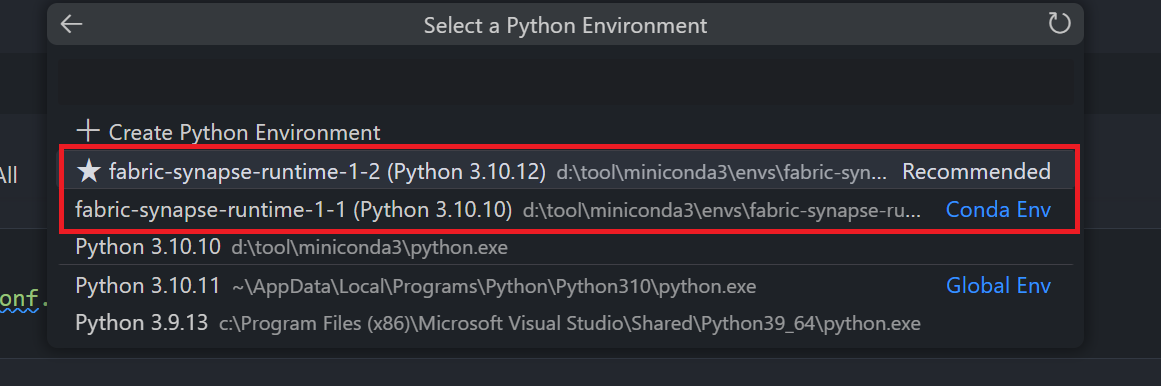 Select a Python Environment
Create Python Environment
All
★ fabric-synapse-runtime-1-2 (Python 3.10.12) d:\tool\miniconda3\envs\fabric-syn... Recommended
fabric-synapse-runtime-1-1 (Python 3.10.10) d:\tool\miniconda3\envs\fabric-synapse-ru... Conda Env
Python 3.10.10 d:\tool\miniconda3\python.exe
Python 3.10.11 ~\AppData\Local\Programs\Python\Python310\python.exe Global Env
onf.
Python 3.9.13 c:\Program Files (x86)\Microsoft Visual Studio\Shared\Python39_64\python.exe